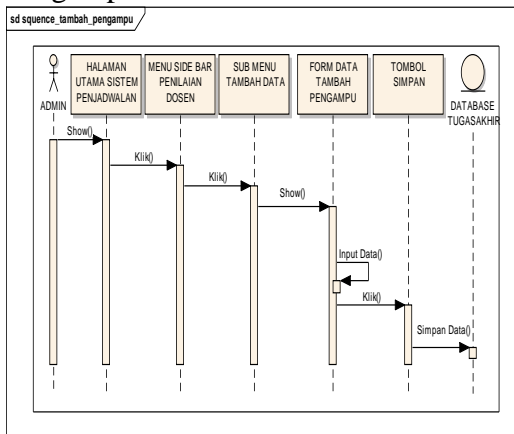 sd squence_tambah_pengampu
HALAMAN
UTAMA SISTEM
PENJADWALAN
MENU SIDE BAR
PENILAIAN
DOSEN
SUB MENU
TAMBAH DATA
FORM DATA
TAMBAH
PENGAMPU
TOMBOL
SIMPAN
ADMIN
DATABASE
TUGASAKHIR
Show()
Klik()
Klik()
Show()
Input Data()
Klik()
Simpan Data()